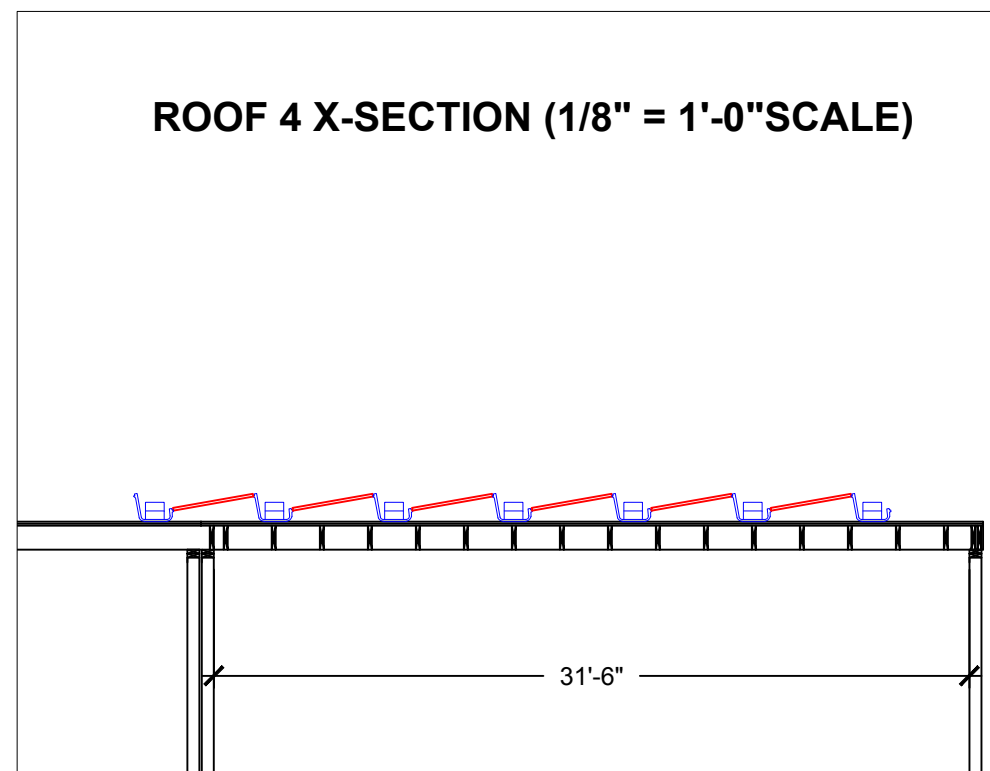 ROOF 4 X-SECTION (1/8" = 1'-0"SCALE)
31'-6"